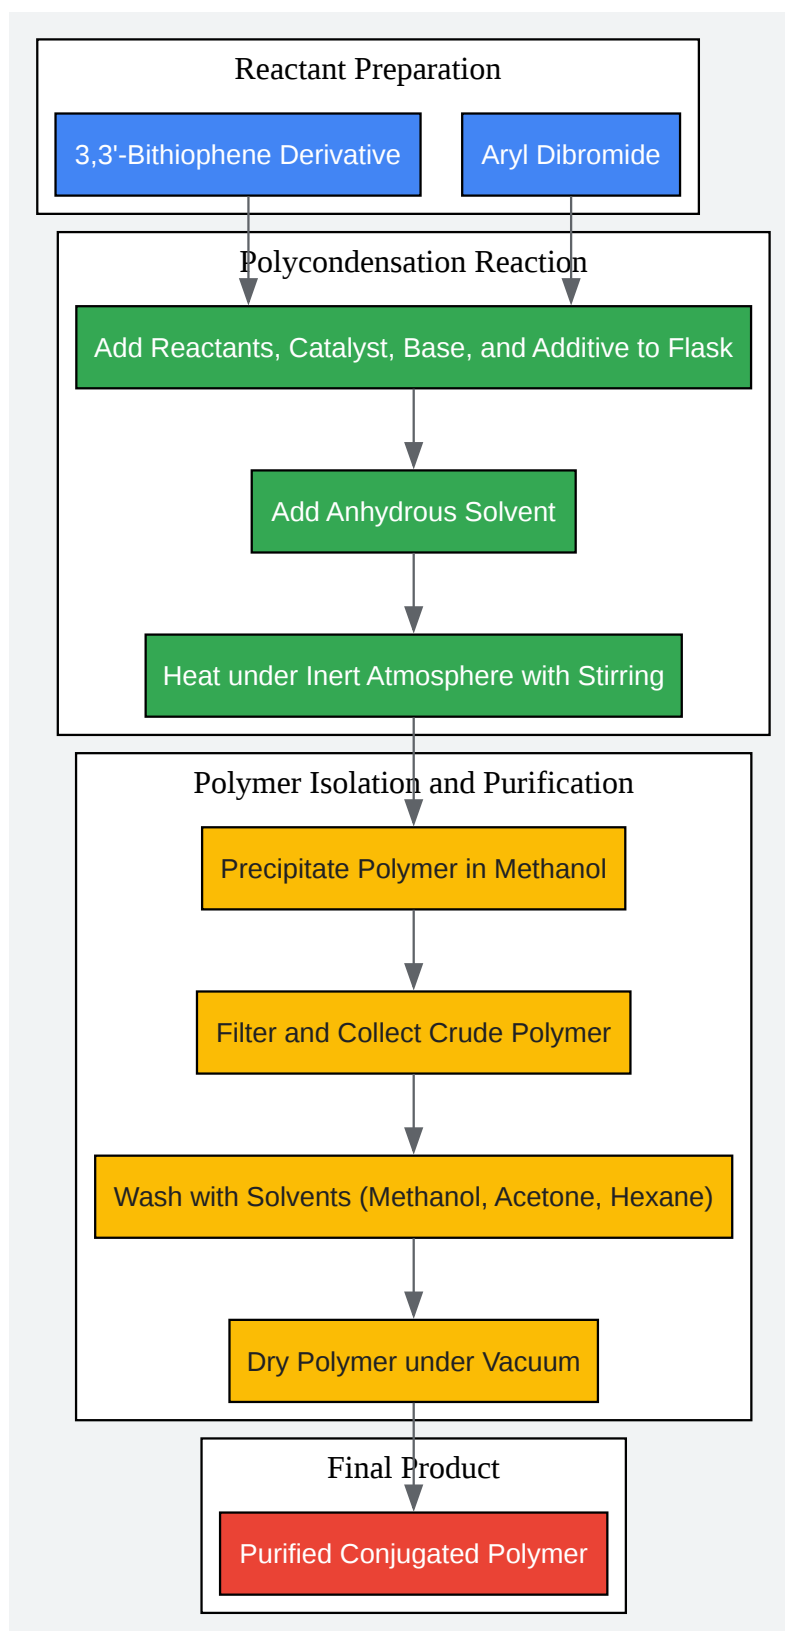 Reactant Preparation
3,3'-Bithiophene Derivative
Aryl Dibromide
Polycondensation Reaction
Add Reactants, Catalyst, Base, and Additive to Flask
Add Anhydrous Solvent
Heat under Inert Atmosphere with Stirring
Polymer Isolation and Purification
Precipitate Polymer in Methanol
Filter and Collect Crude Polymer
Wash with Solvents (Methanol, Acetone, Hexane)
Dry Polymer under Vacuum
Final Product
Purified Conjugated Polymer